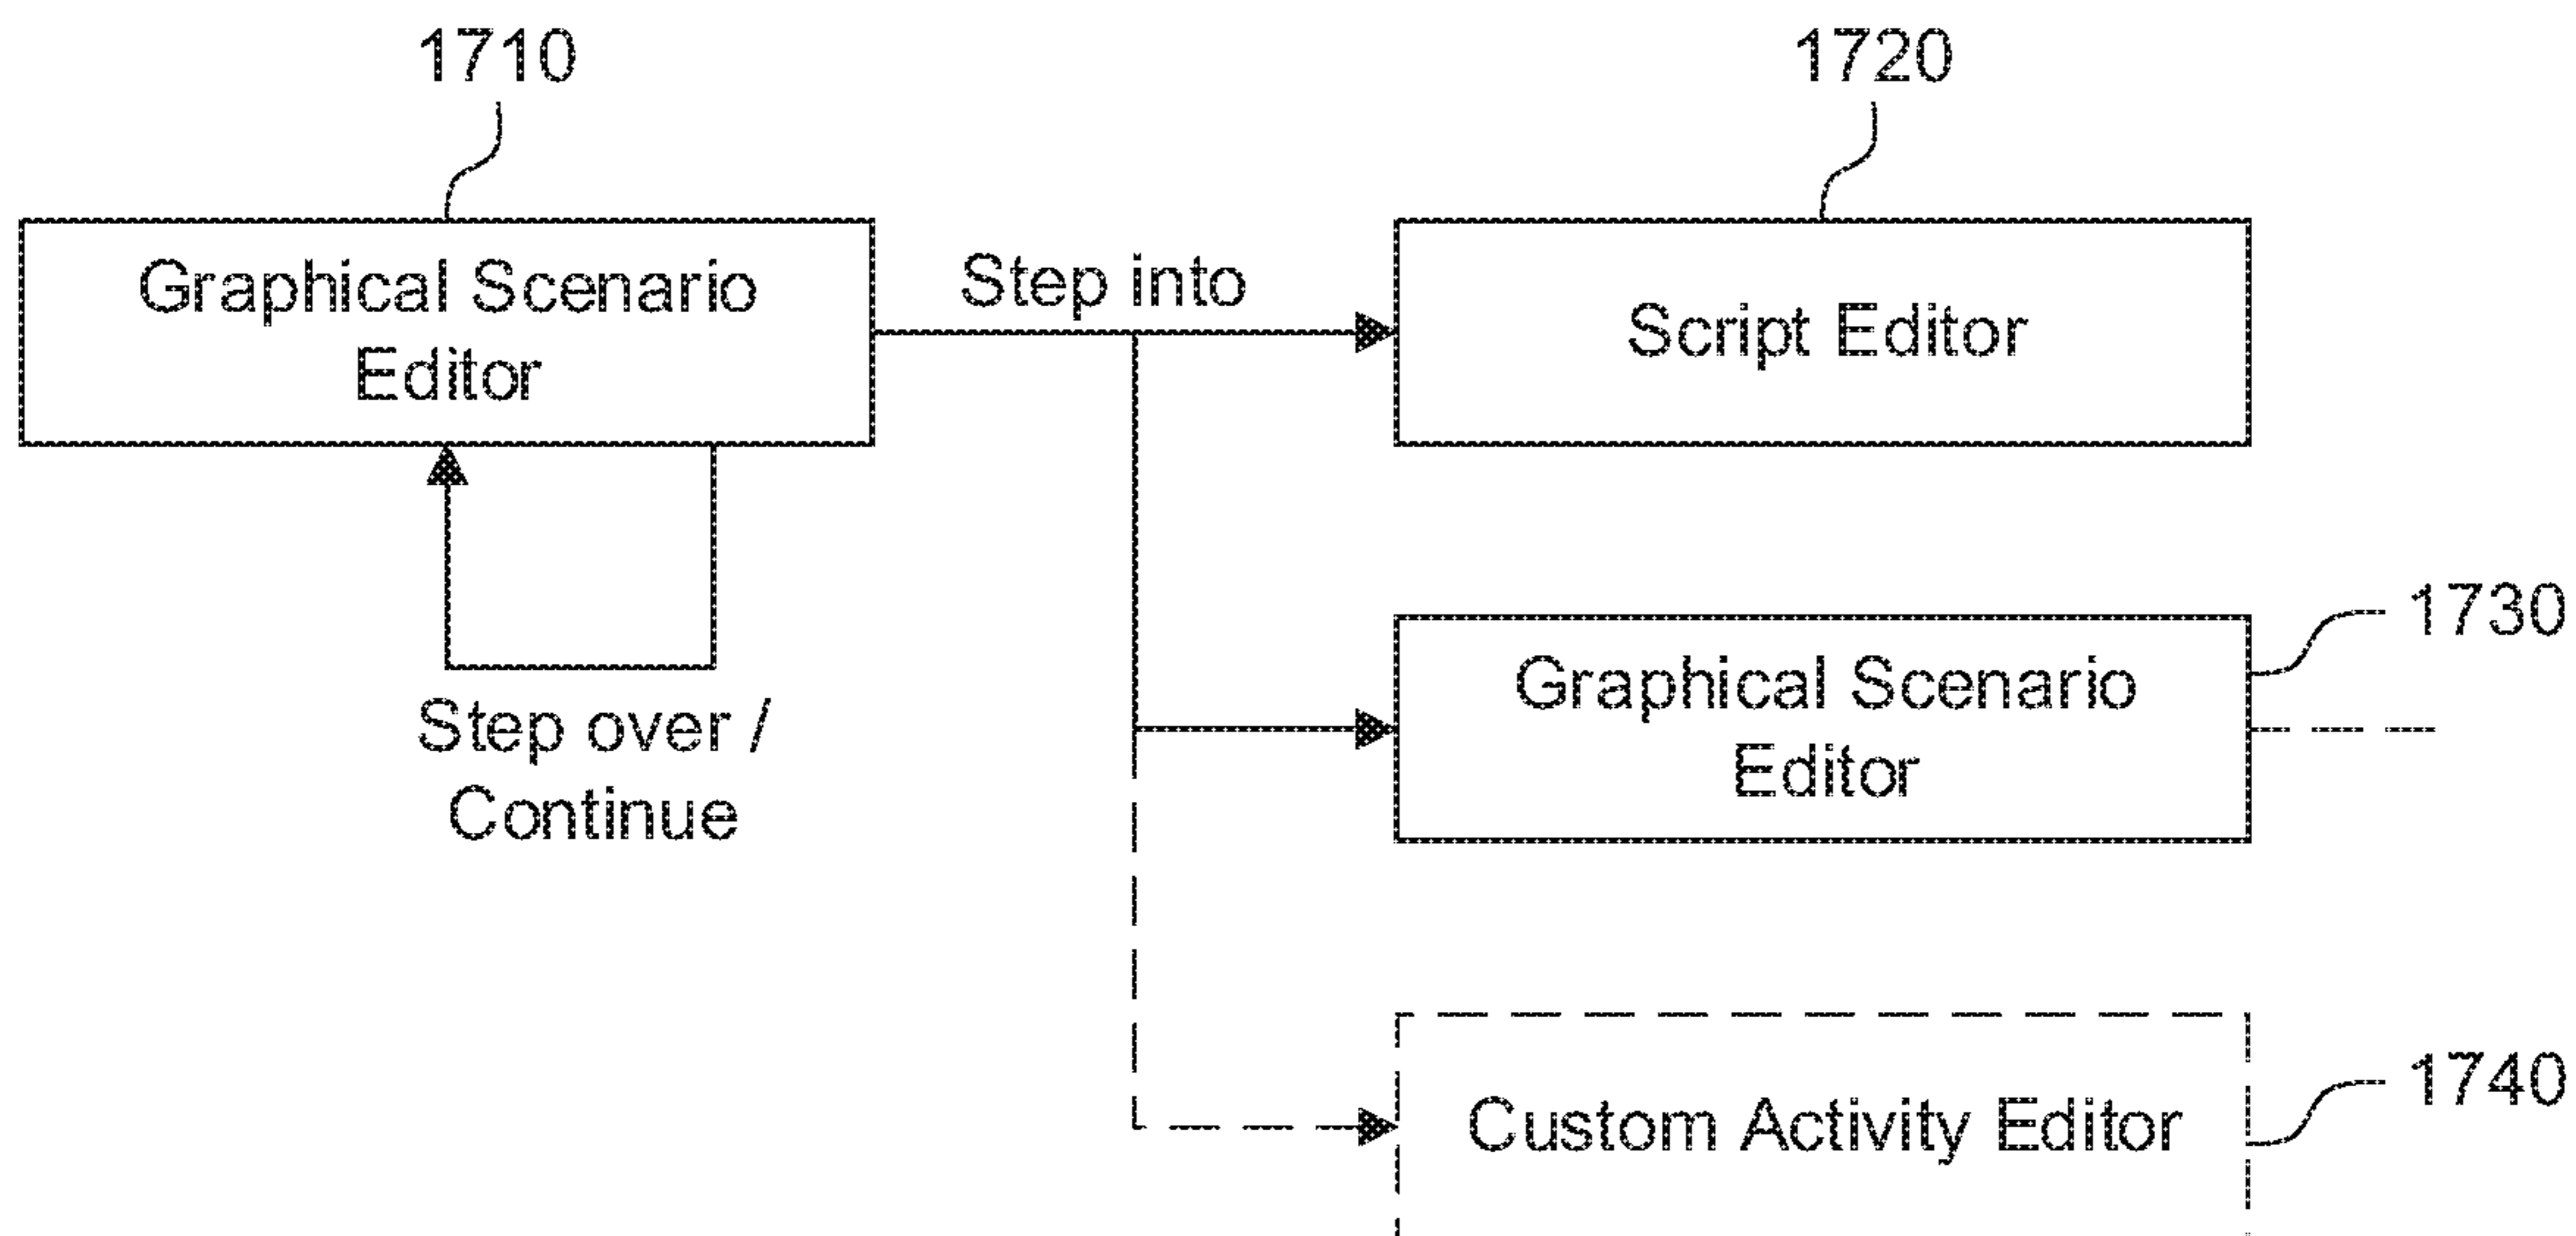 1710
1720
Graphical Scenario
Editor
Step into
Script Editor
Step over /
Continue
1730
Graphical Scenario
Editor
1740
Custom Activity Editor